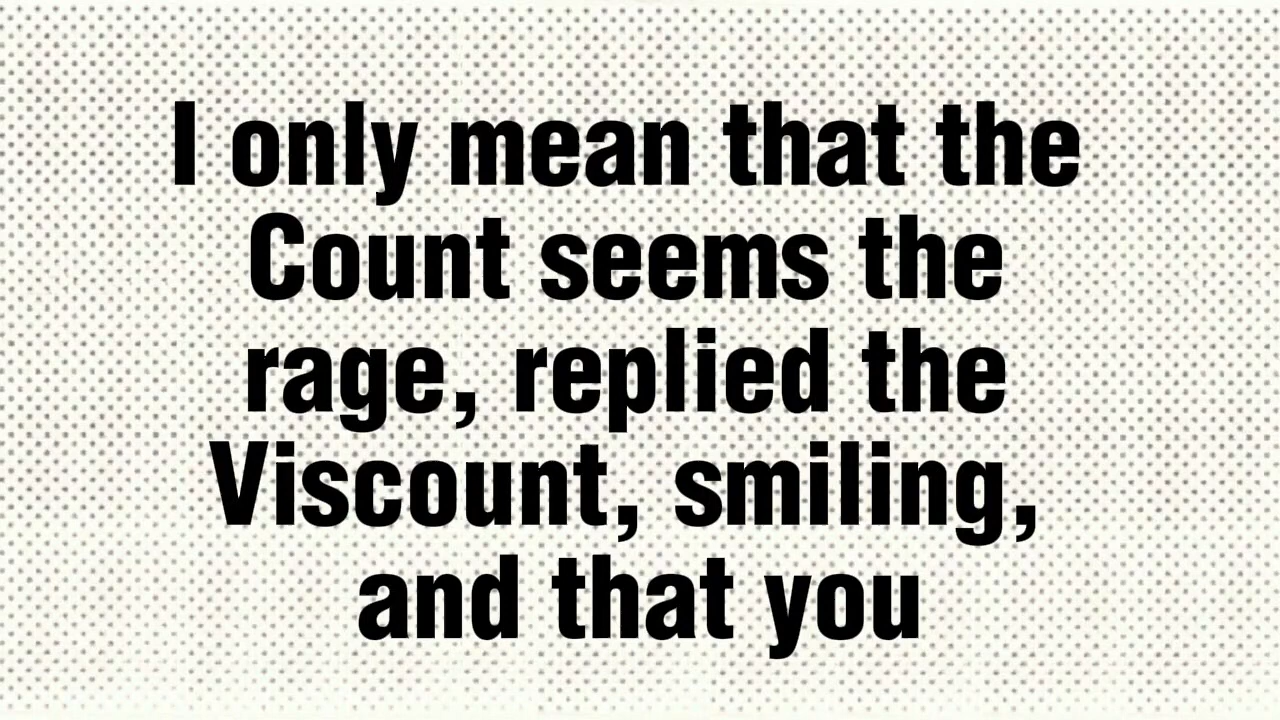 I only mean that the
Count seems the
rage, replied the
Viscount, smiling,
and that you